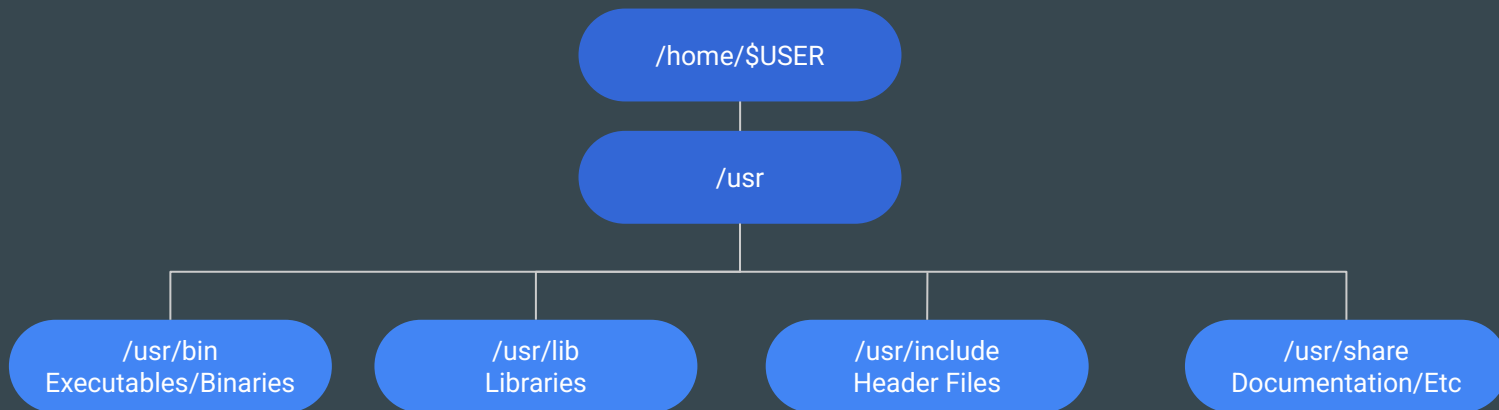 /home/$USER
/usr
/usr/bin
Executables/Binaries
/usr/lib
Libraries
/usr/include
Header Files
/usr/share
Documentation/Etc